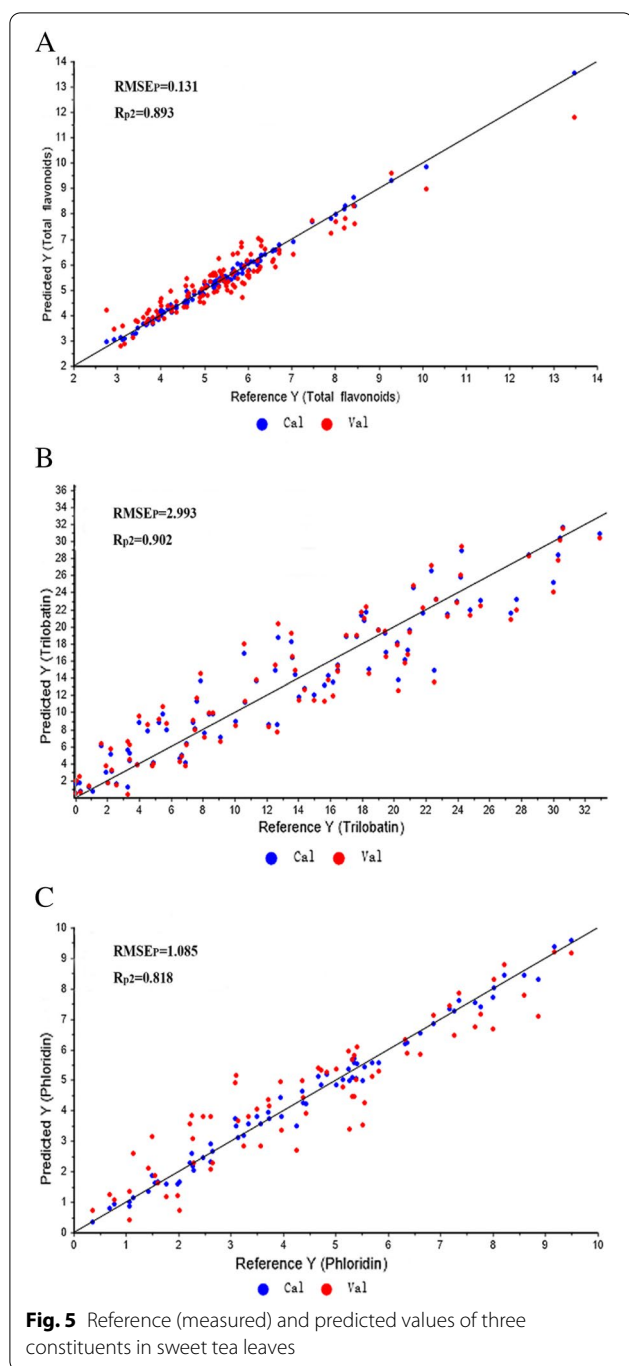 A
RMSEP=0.131
Rp2=0.893
Predicted Y (Total flavonoids)
14
13
12
11
10
9
8
7
6
5
4
3
2
2 3 4 5 6 7 8 9 10 11 12 13 14
Reference Y (Total flavonoids)
Cal Val
B
RMSEP=2.993
Rp2=0.902
Predicted Y (Trilobatin)
36
34
32
30
28
26
24
22
20
18
16
14
12
10
8
6
4
2
0 2 4 6 8 10 12 14 16 18 20 22 24 26 28 30 32
Reference Y (Trilobatin)
Cal Val
C
RMSEP=1.085
Rp2=0.818
Predicted Y (Phloridin)
10
9
8
7
6
5
4
3
2
1
0
0 1 2 3 4 5 6 7 8 9 10
Reference Y (Phloridin)
Cal Val
Fig. 5 Reference (measured) and predicted values of three
constituents in sweet tea leaves